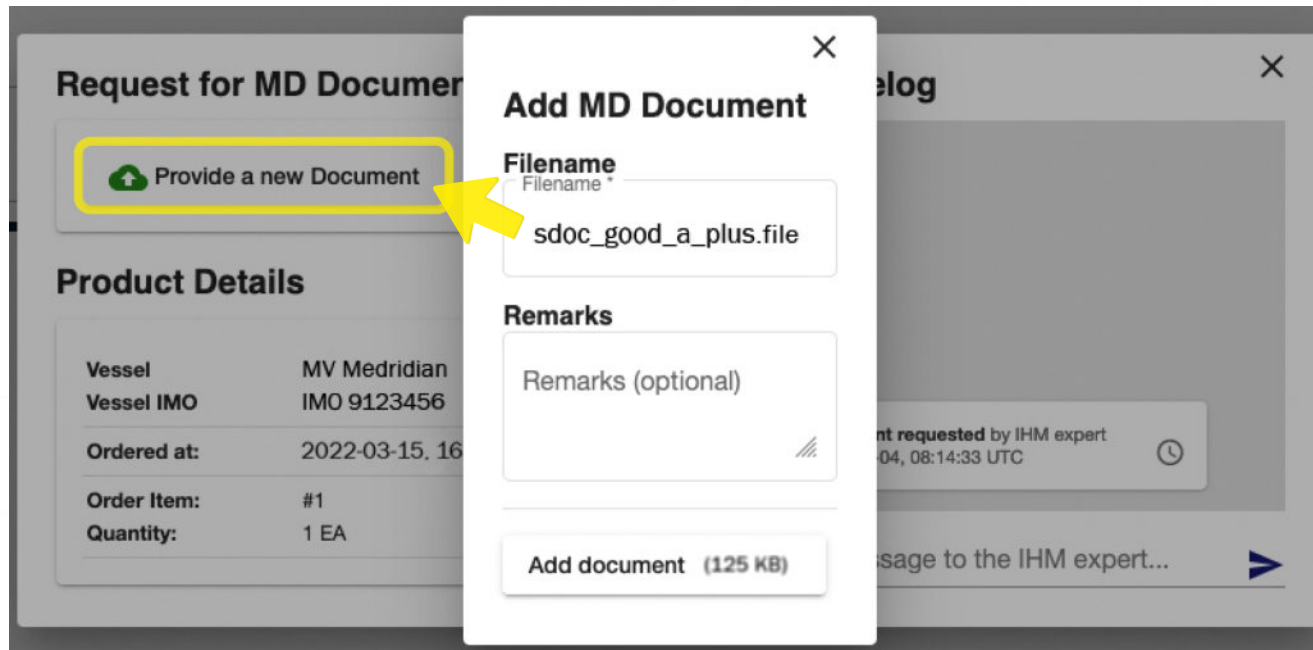 Request for MD Documen
Provide a new Document
Product Details
Vessel MV Medridian
Vessel IMO IMO 9123456
Ordered at: 2022-03-15, 16
Order Item: #1
Quantity: 1 EA
Add MD Document
Filename
Filename *
sdoc_good_a_plus.file
Remarks
Remarks (optional)
Add document (125 KB)
elog
nt requested by IHM expert
-04, 08:14:33 UTC
ssage to the IHM expert...